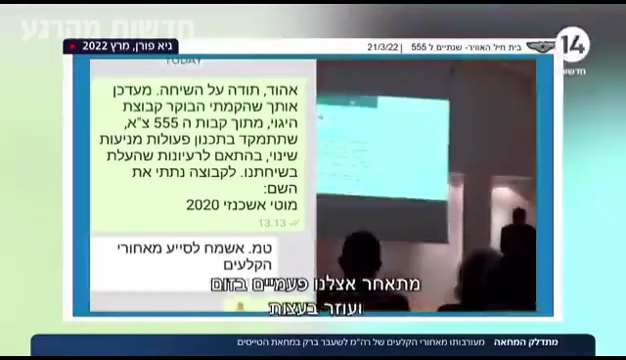 חדשות מהרגע
ניא פורן, מרץ 2022
בית חיל האוויר- שנתיים ל 555 | 21/3/22
14
חדשות
TODAY
אהוד, תודה על השיחה. מעדכן
אותך שהקמתי הבוקר קבוצת
היגוי, מתוך קבות ה 555 צ"א,
שתתמקד בתכנון פעולות מניעות
שינוי, בהתאם לרעיונות שהעלת
בשיחתנו. לקבוצה נתתי את
השם:
מוטי אשכנזי 2020
13.13
טמ. אשמח לסייע מאחורי
הקלעים
מתאחר אצלנו פעמיים בזום
ועוזר בעצות
מתדלק המחאה
מעורבותו מאחורי הקלעים של רה"מ לשעבר ברק במחאת הטייסים